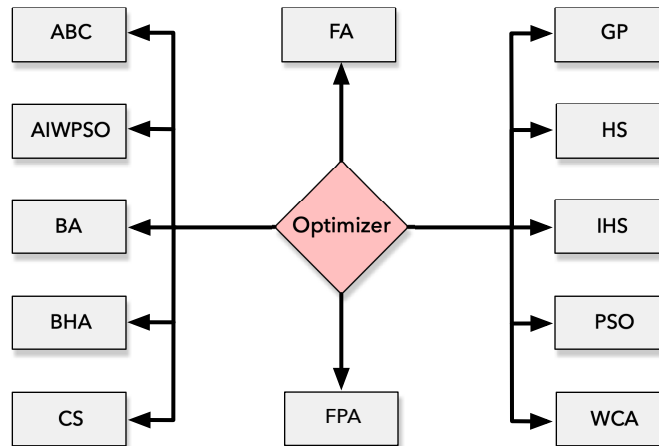 ABC
FA
GP
AIWPSO
HS
BA
Optimizer
IHS
BHA
PSO
CS
FPA
WCA